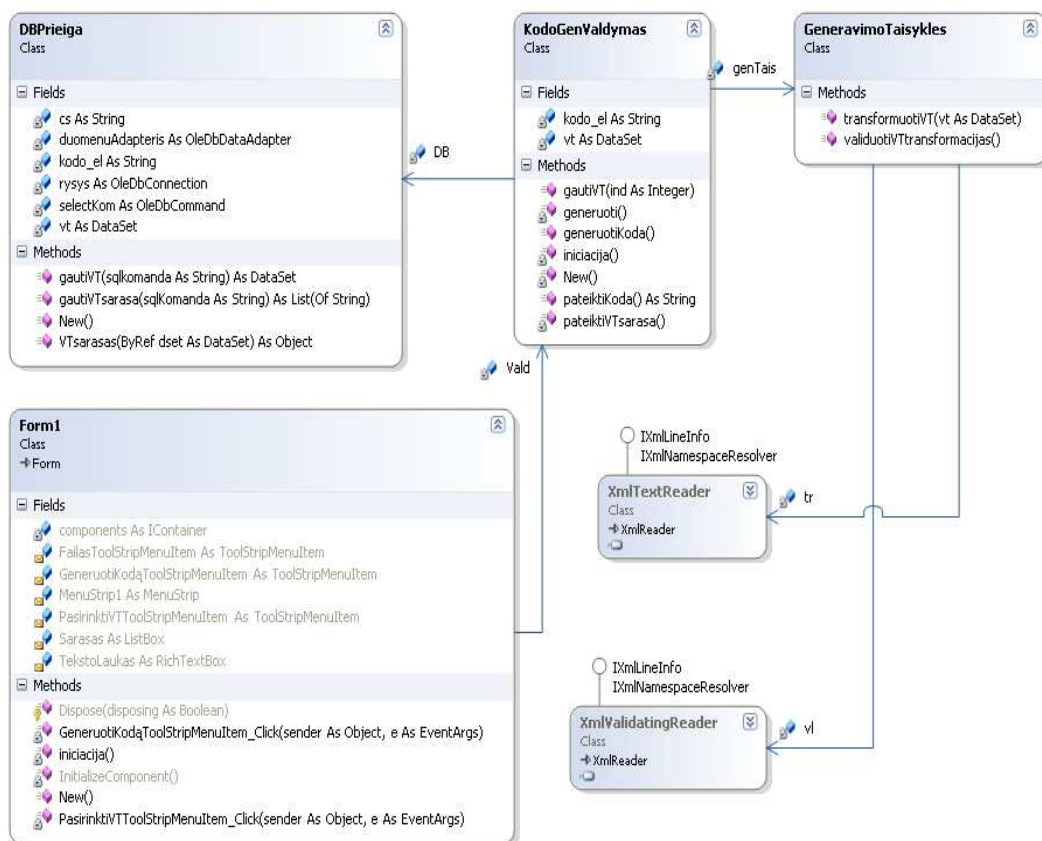 DBPrieiga
Class
Fields
cs As String
duomenuAdapteris As OleDbDataAdapter
kodo_el As String
rysys As OleDbConnection
selectKom As OleDbCommand
vt As DataSet
Methods
gautiVT(sqlkomanda As String) As DataSet
gautiVTsarasa(sqlKomanda As String) As List(Of String)
New()
VTsarasas(ByRef dset As DataSet) As Object
DB
KodoGenValdymas
Class
Fields
kodo_el As String
vt As DataSet
Methods
gautiVT(ind As Integer)
generuoti()
generuotiKoda()
iniciacija()
New()
pateiktiKoda() As String
pateiktiVTsarasa()
genTais
GeneravimoTaisykles
Class
Methods
transformuotiVT(vt As DataSet)
validuotiVTtransformacijas()
Vald
Form1
Class
Form
Fields
components As IContainer
FailasToolStripMenuItem As ToolStripMenuItem
GeneruotiKodąToolStripMenuItem As ToolStripMenuItem
MenuStrip1 As MenuStrip
PasirinktiVTToolStripMenuItem As ToolStripMenuItem
Sarasas As ListBox
TekstoLaukas As RichTextBox
Methods
Dispose(disposing As Boolean)
GeneruotiKodąToolStripMenuItem_Click(sender As Object, e As EventArgs)
iniciacija()
InitializeComponent()
New()
PasirinktiVTToolStripMenuItem_Click(sender As Object, e As EventArgs)
IXmlLineInfo
IXmlNamespaceResolver
XmlTextReader
Class
XmlReader
tr
IXmlLineInfo
IXmlNamespaceResolver
XmlValidatingReader
Class
XmlReader
vl